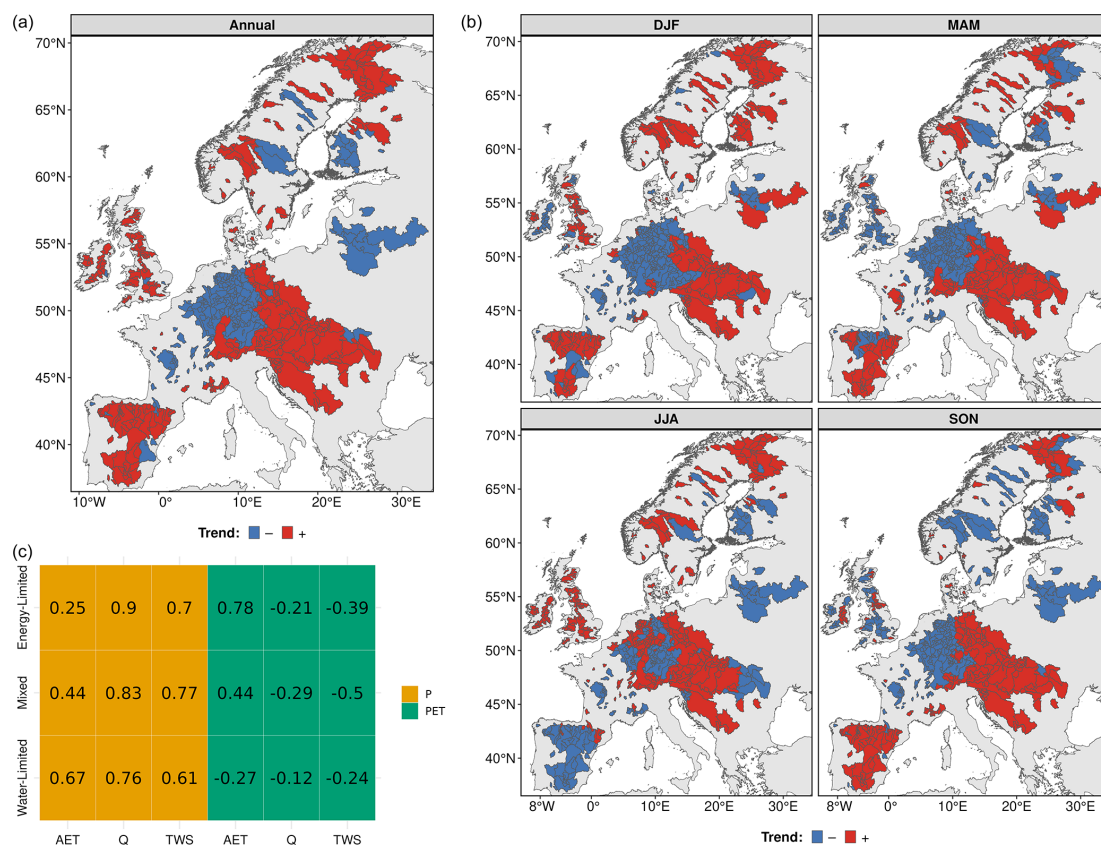 (a)
Annual
70°N
65°N
60°N
55°N
50°N
45°N
40°N
10°W 0° 10°E 20°E 30°E
Trend: − +
(b)
DJF MAM
70°N
65°N
60°N
55°N
50°N
45°N
40°N
JJA SON
70°N
65°N
60°N
55°N
50°N
45°N
40°N
8°W 0° 10°E 20°E 30°E 8°W 0° 10°E 20°E 30°E
Trend: − +
(c)
Energy-Limited 0.25 0.9 0.7 0.78 -0.21 -0.39
Mixed 0.44 0.83 0.77 0.44 -0.29 -0.5
Water-Limited 0.67 0.76 0.61 -0.27 -0.12 -0.24
AET Q TWS AET Q TWS
P
PET